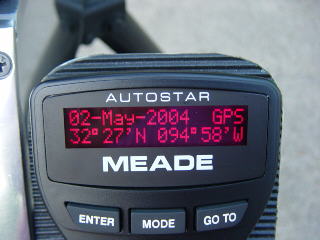 AUTOSTAR
02-May-2004 GPS
32°27'N 094°58'W
MEADE
ENTER MODE GO TO